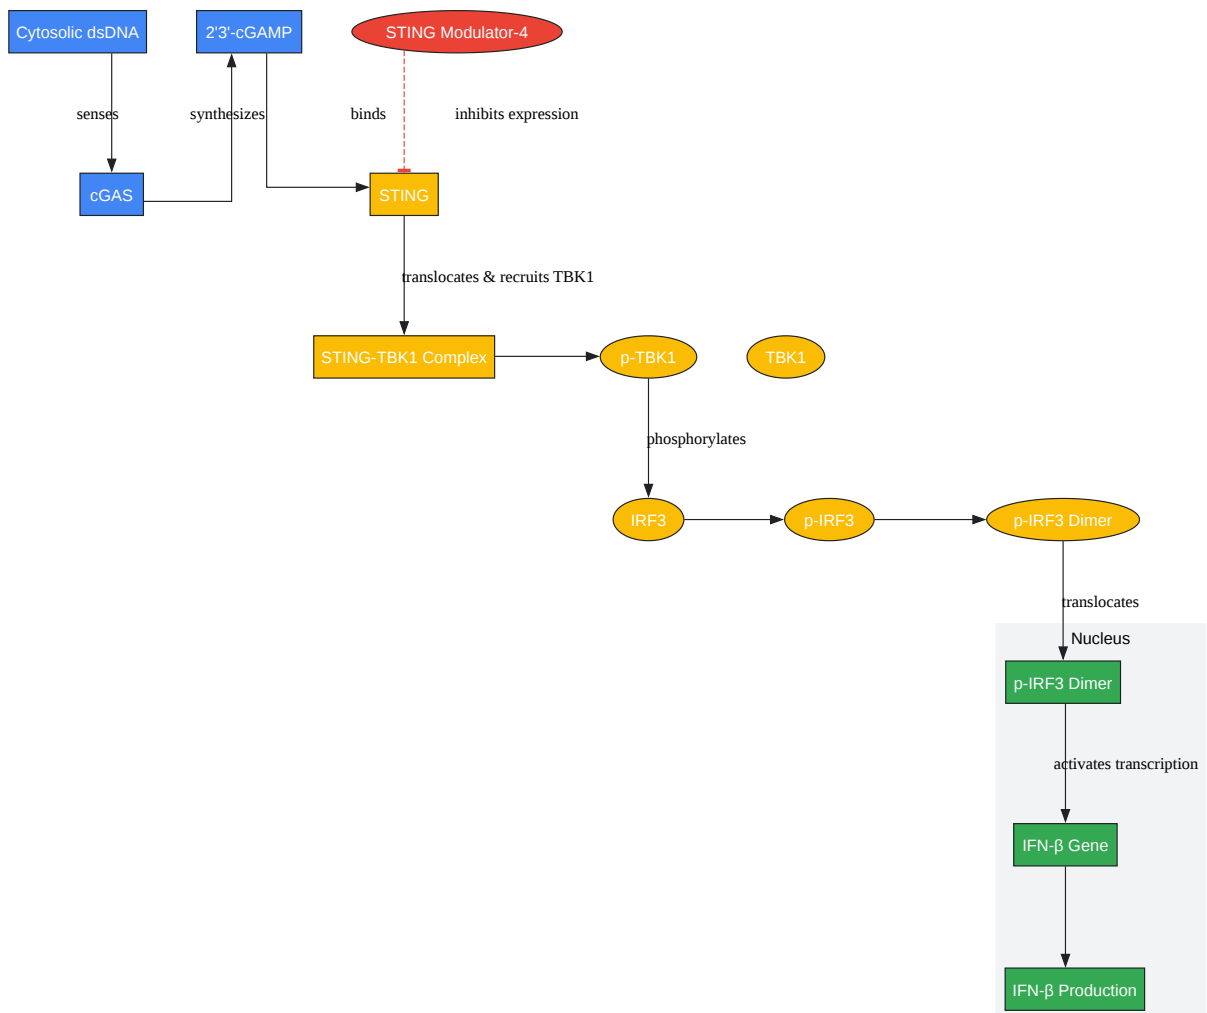 Cytosolic dsDNA
2'3'-cGAMP
STING Modulator-4
senses
synthesizes
binds
inhibits expression
cGAS
STING
translocates & recruits TBK1
STING-TBK1 Complex
p-TBK1
TBK1
phosphorylates
IRF3
p-IRF3
p-IRF3 Dimer
translocates
Nucleus
p-IRF3 Dimer
activates transcription
IFN-β Gene
IFN-β Production